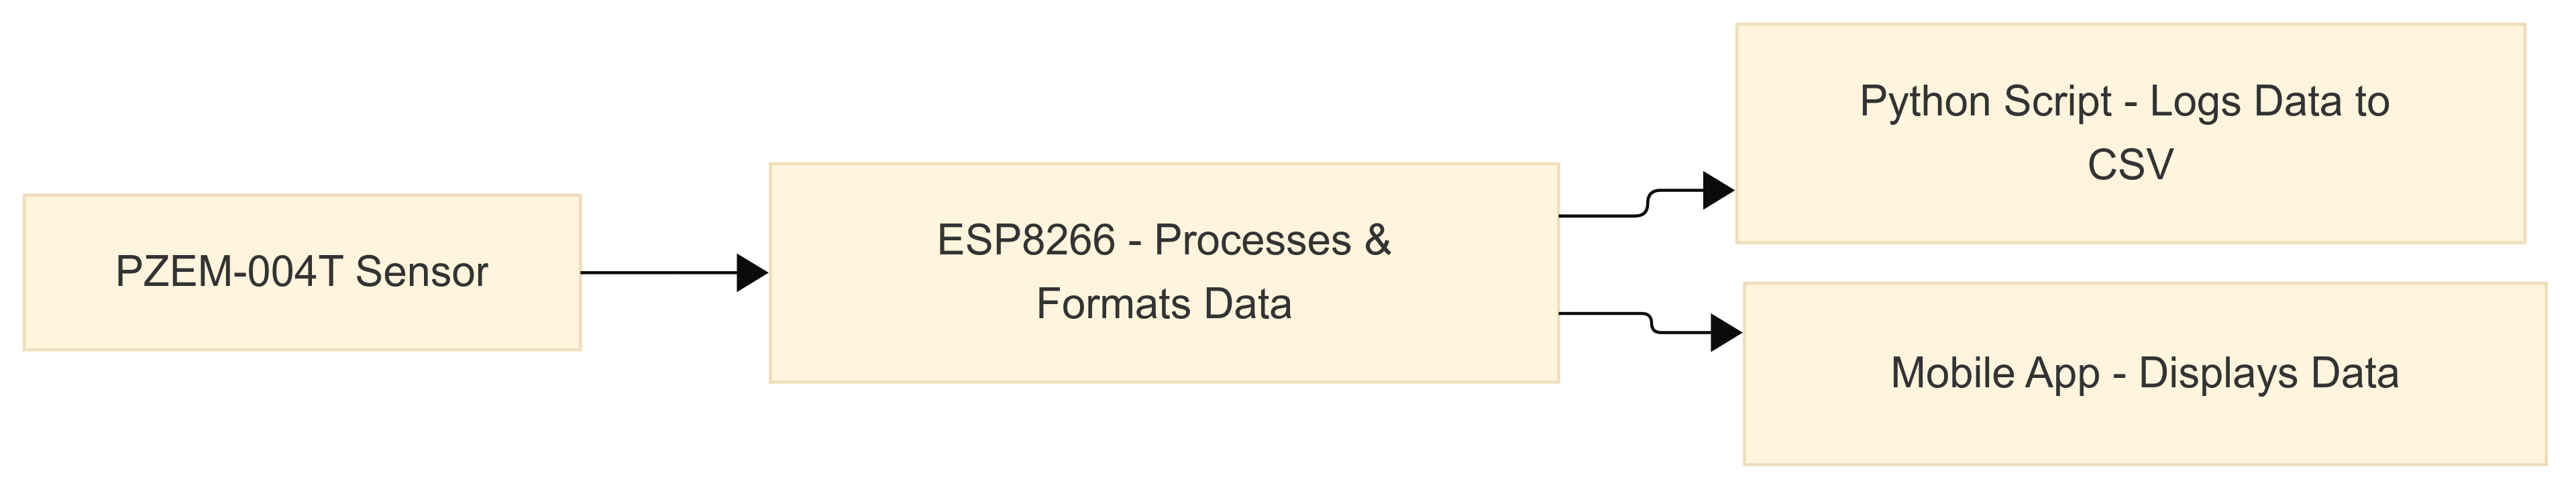 PZEM-004T Sensor
ESP8266 - Processes &
Formats Data
Python Script - Logs Data to
CSV
Mobile App - Displays Data